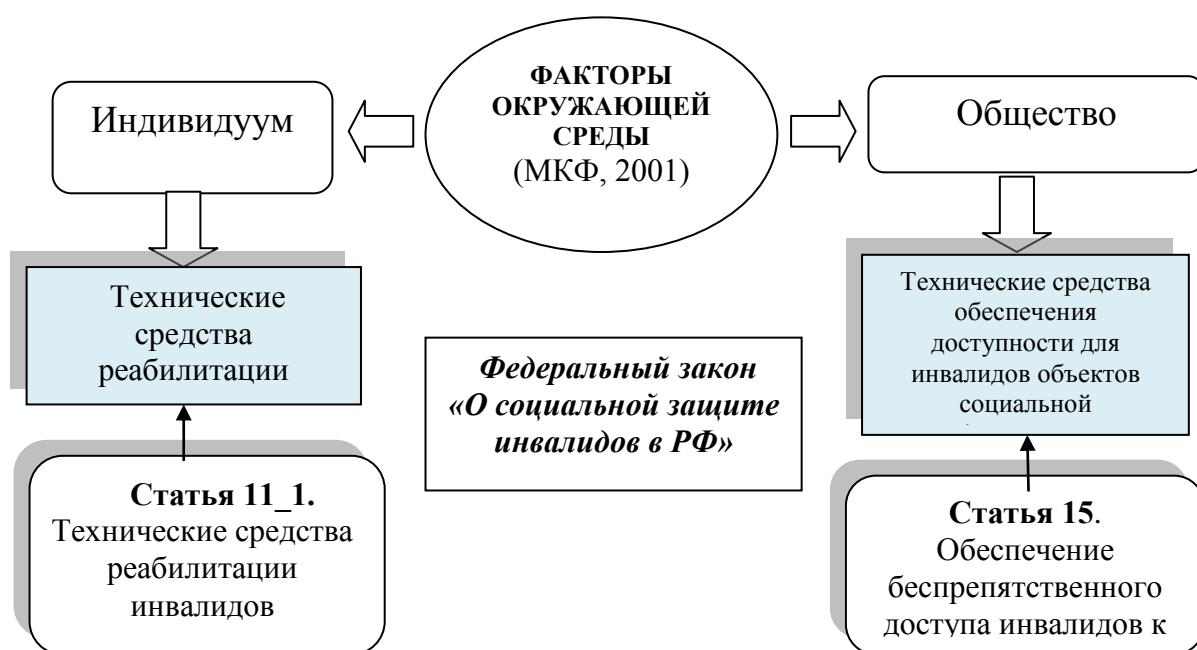 ФАКТОРЫ
ОКРУЖАЮЩЕЙ
СРЕДЫ
(МКФ, 2001)
Индивидуум
Общество
Технические
средства
реабилитации
Технические средства
обеспечения
доступности для
инвалидов объектов
социальной
Федеральный закон
«О социальной защите
инвалидов в РФ»
Статья 11_1.
Технические средства
реабилитации
инвалидов
Статья 15.
Обеспечение
беспрепятственного
доступа инвалидов к